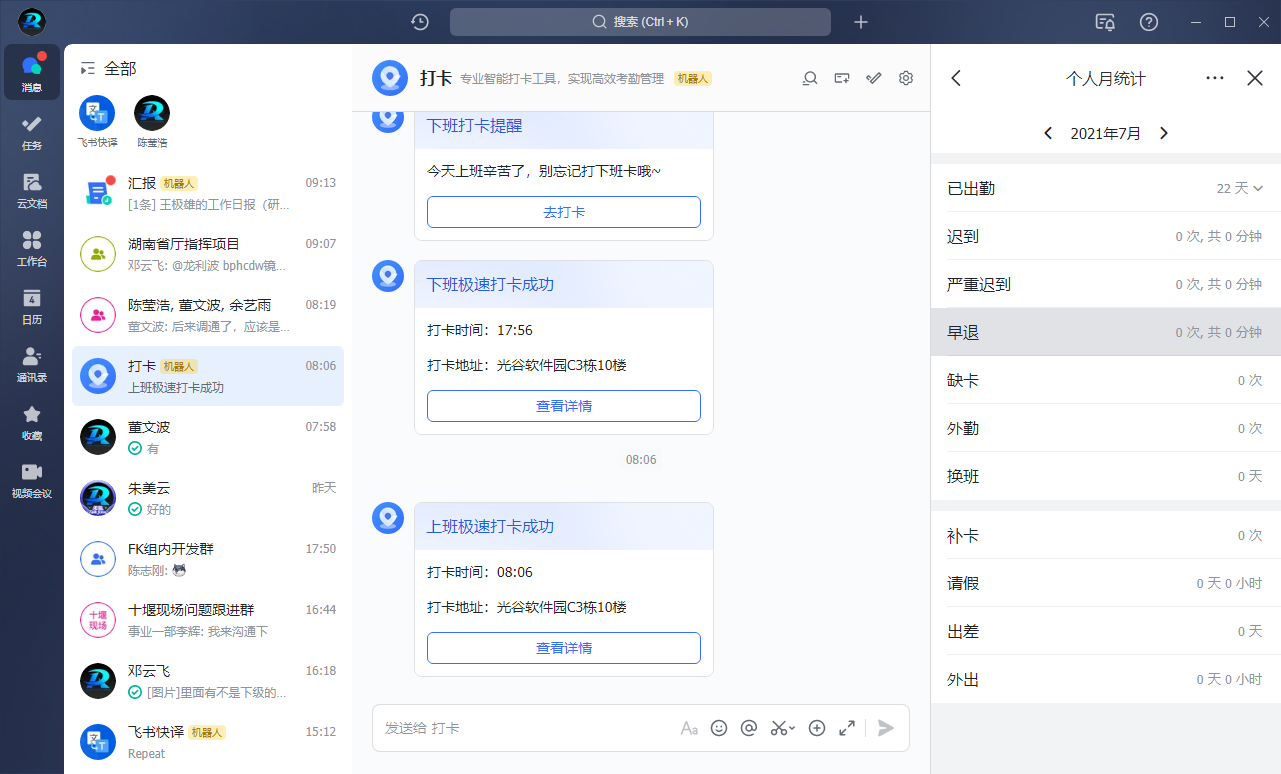 搜索 (Ctrl + K)
消息
任务
云文档
工作台
4
日历
通讯录
收藏
视频会议
全部
飞书快译
陈莹浩
汇报 机器人 09:13
[1条] 王极雄的工作日报（研...
湖南省厅指挥项目 09:07
邓云飞: @龙利波 bphcdw镜...
陈莹浩, 董文波, 余艺雨 08:19
董文波: 后来调通了，应该是...
打卡 机器人 08:06
上班极速打卡成功
董文波 07:58
有
朱美云 昨天
好的
FK组内开发群 17:50
陈志刚:
十堰
现场
十堰现场问题跟进群 16:44
事业一部李辉: 我来沟通下
邓云飞 16:18
[图片]里面有不是下级的...
飞书快译 机器人 15:12
Repeat
打卡 专业智能打卡工具，实现高效考勤管理 机器人
下班打卡提醒
今天上班辛苦了，别忘记打下班卡哦~
去打卡
下班极速打卡成功
打卡时间：17:56
打卡地址：光谷软件园C3栋10楼
查看详情
08:06
上班极速打卡成功
打卡时间：08:06
打卡地址：光谷软件园C3栋10楼
查看详情
发送给 打卡
Aa
个人月统计
2021年7月
已出勤 22 天
迟到 0 次, 共 0 分钟
严重迟到 0 次, 共 0 分钟
早退 0 次, 共 0 分钟
缺卡 0 次
外勤 0 次
换班 0 天
补卡 0 次
请假 0 天 0 小时
出差 0 天
外出 0 天 0 小时